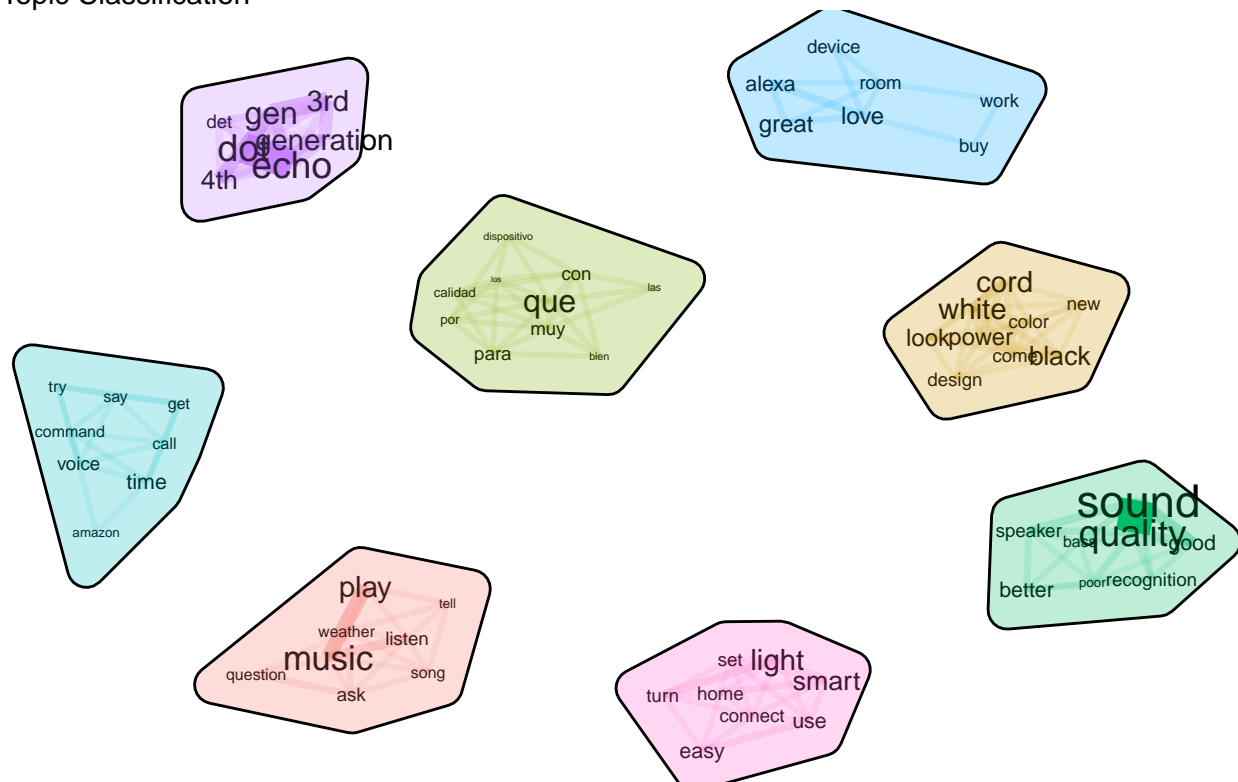 Topic Classification
device
alexa
room
work
great
love
buy
det
gen
3rd
dot
generation
4th
echo
dispositivo
los
con
calidad
las
que
por
muy
para
bien
cord
white
color
new
look
power
come
black
design
try
say
get
command
call
voice
time
amazon
sound
speaker
bass
quality
good
better
poor
recognition
play
tell
weather
listen
music
question
song
ask
set
light
smart
turn
home
connect
use
easy